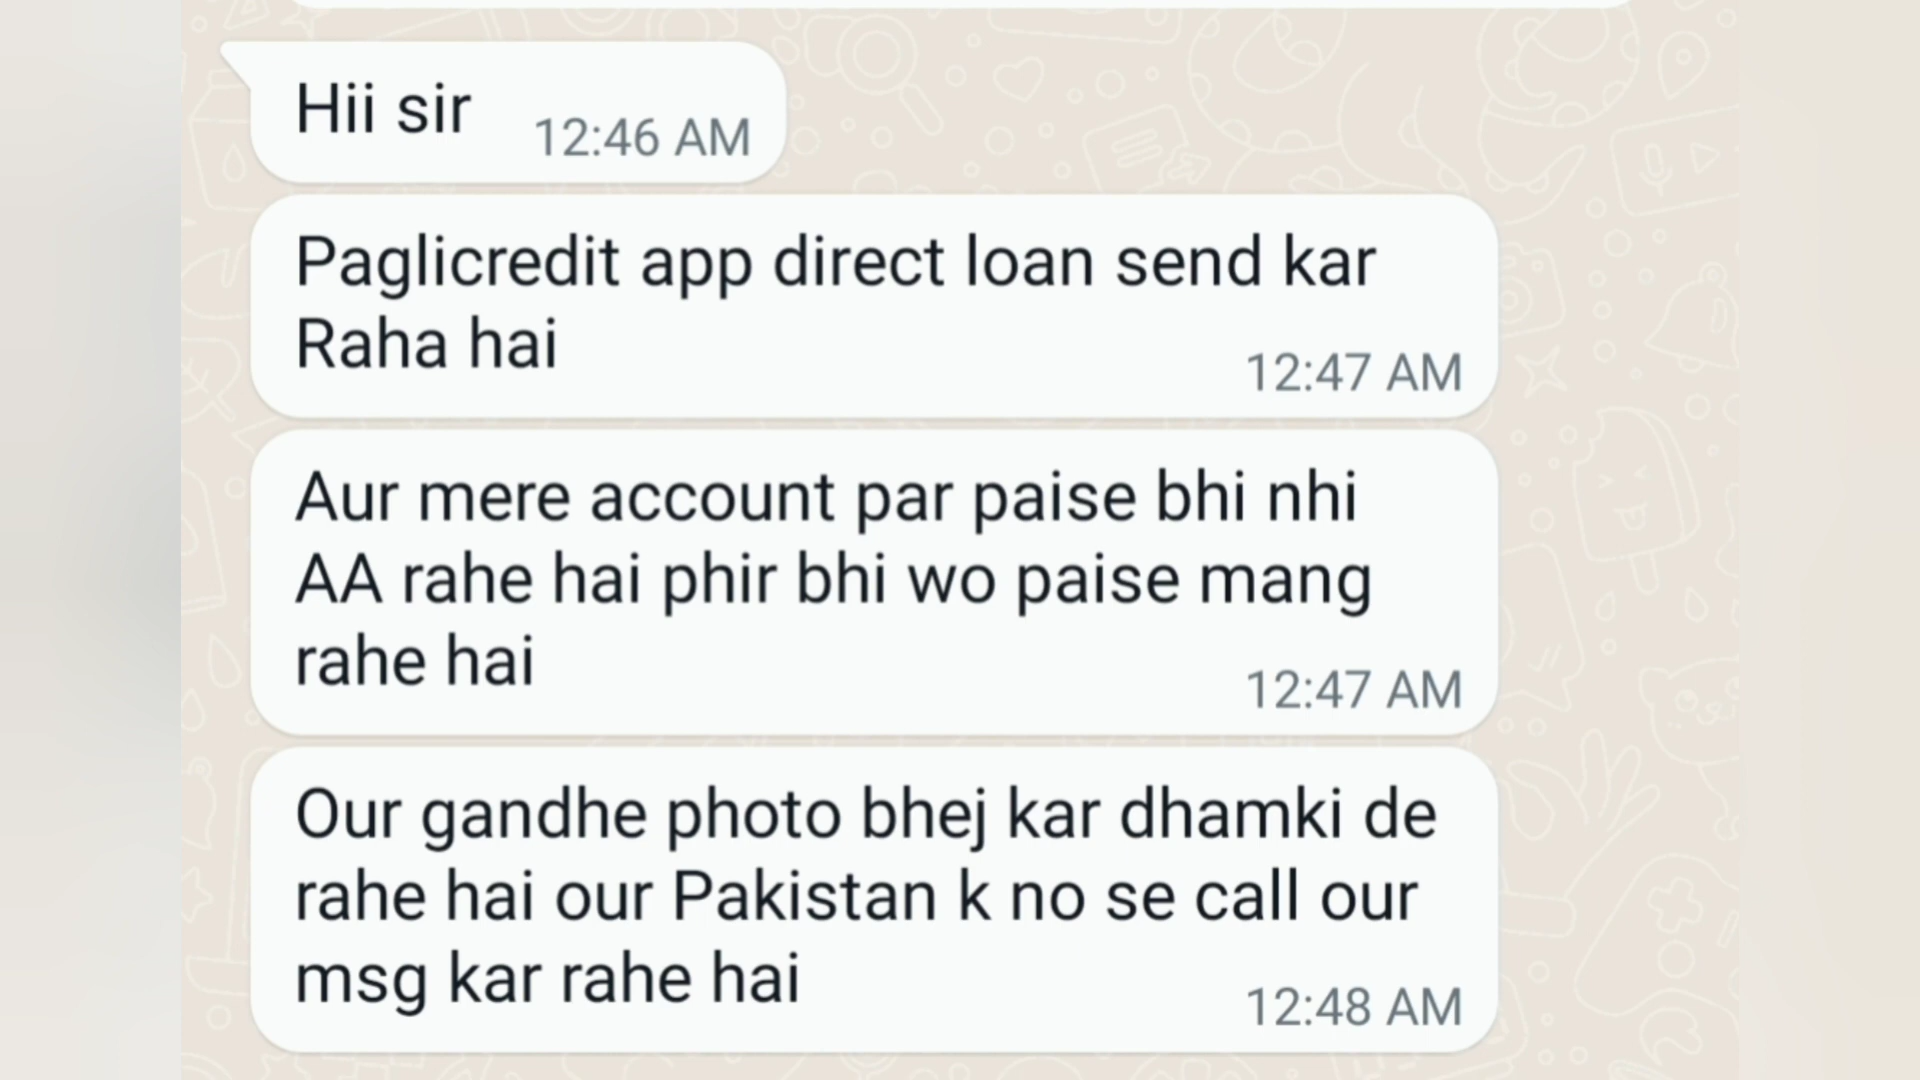 Hii sir
12:46 AM
Paglicredit app direct loan send kar
Raha hai
12:47 AM
Aur mere account par paise bhi nhi
AA rahe hai phir bhi wo paise mang
rahe hai
12:47 AM
Our gandhe photo bhej kar dhamki de
rahe hai our Pakistan k no se call our
msg kar rahe hai
12:48 AM